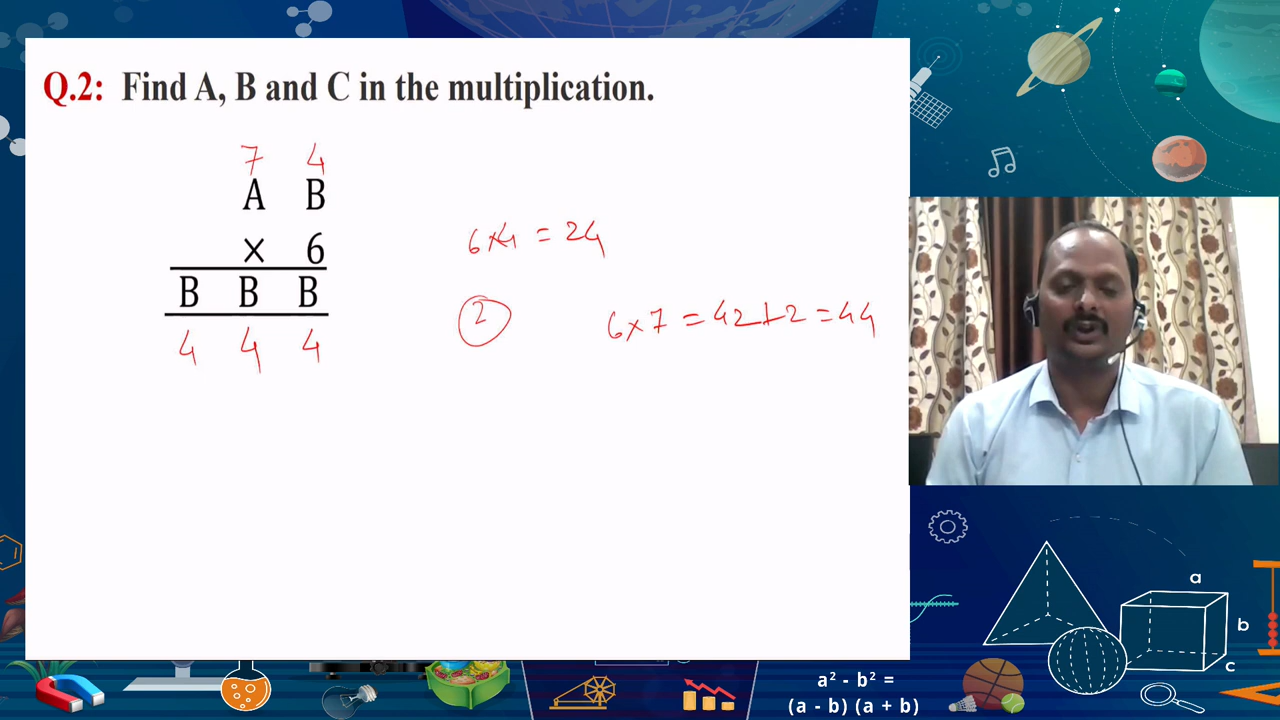 Q.2: Find A, B and C in the multiplication.
7 4
A B
× 6
B B B
4 4 4
6×4 = 24
2
6×7 = 42+2 = 44
a
b
c
a² - b² =
(a - b) (a + b)